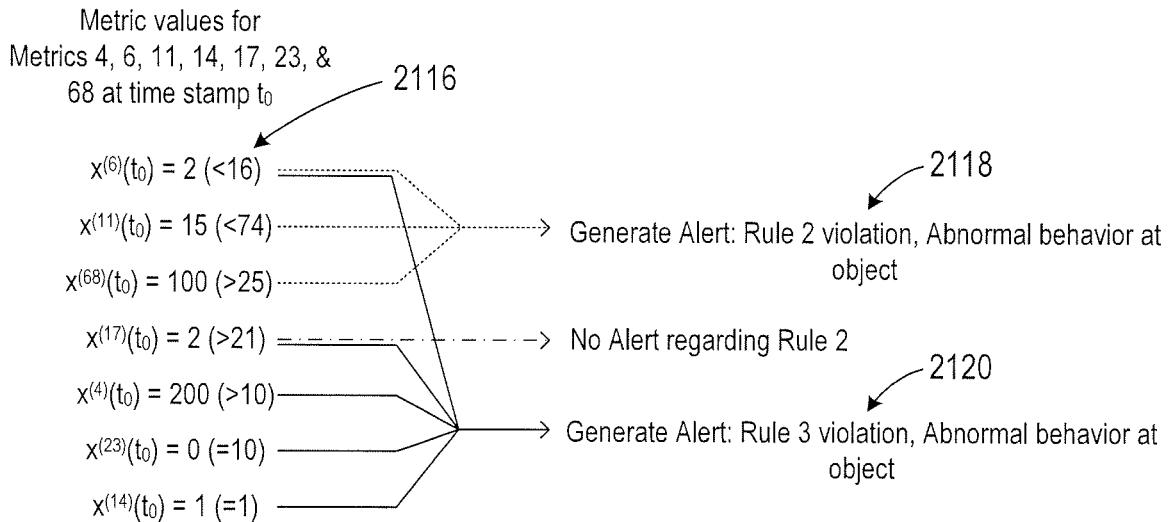 Metric values for
Metrics 4, 6, 11, 14, 17, 23, &
68 at time stamp t₀
2116
x⁽⁶⁾(t₀) = 2 (<16)
2118
x⁽¹¹⁾(t₀) = 15 (<74)
Generate Alert: Rule 2 violation, Abnormal behavior at
object
x⁽⁶⁸⁾(t₀) = 100 (>25)
x⁽¹⁷⁾(t₀) = 2 (>21)
No Alert regarding Rule 2
2120
x⁽⁴⁾(t₀) = 200 (>10)
Generate Alert: Rule 3 violation, Abnormal behavior at
object
x⁽²³⁾(t₀) = 0 (=10)
x⁽¹⁴⁾(t₀) = 1 (=1)